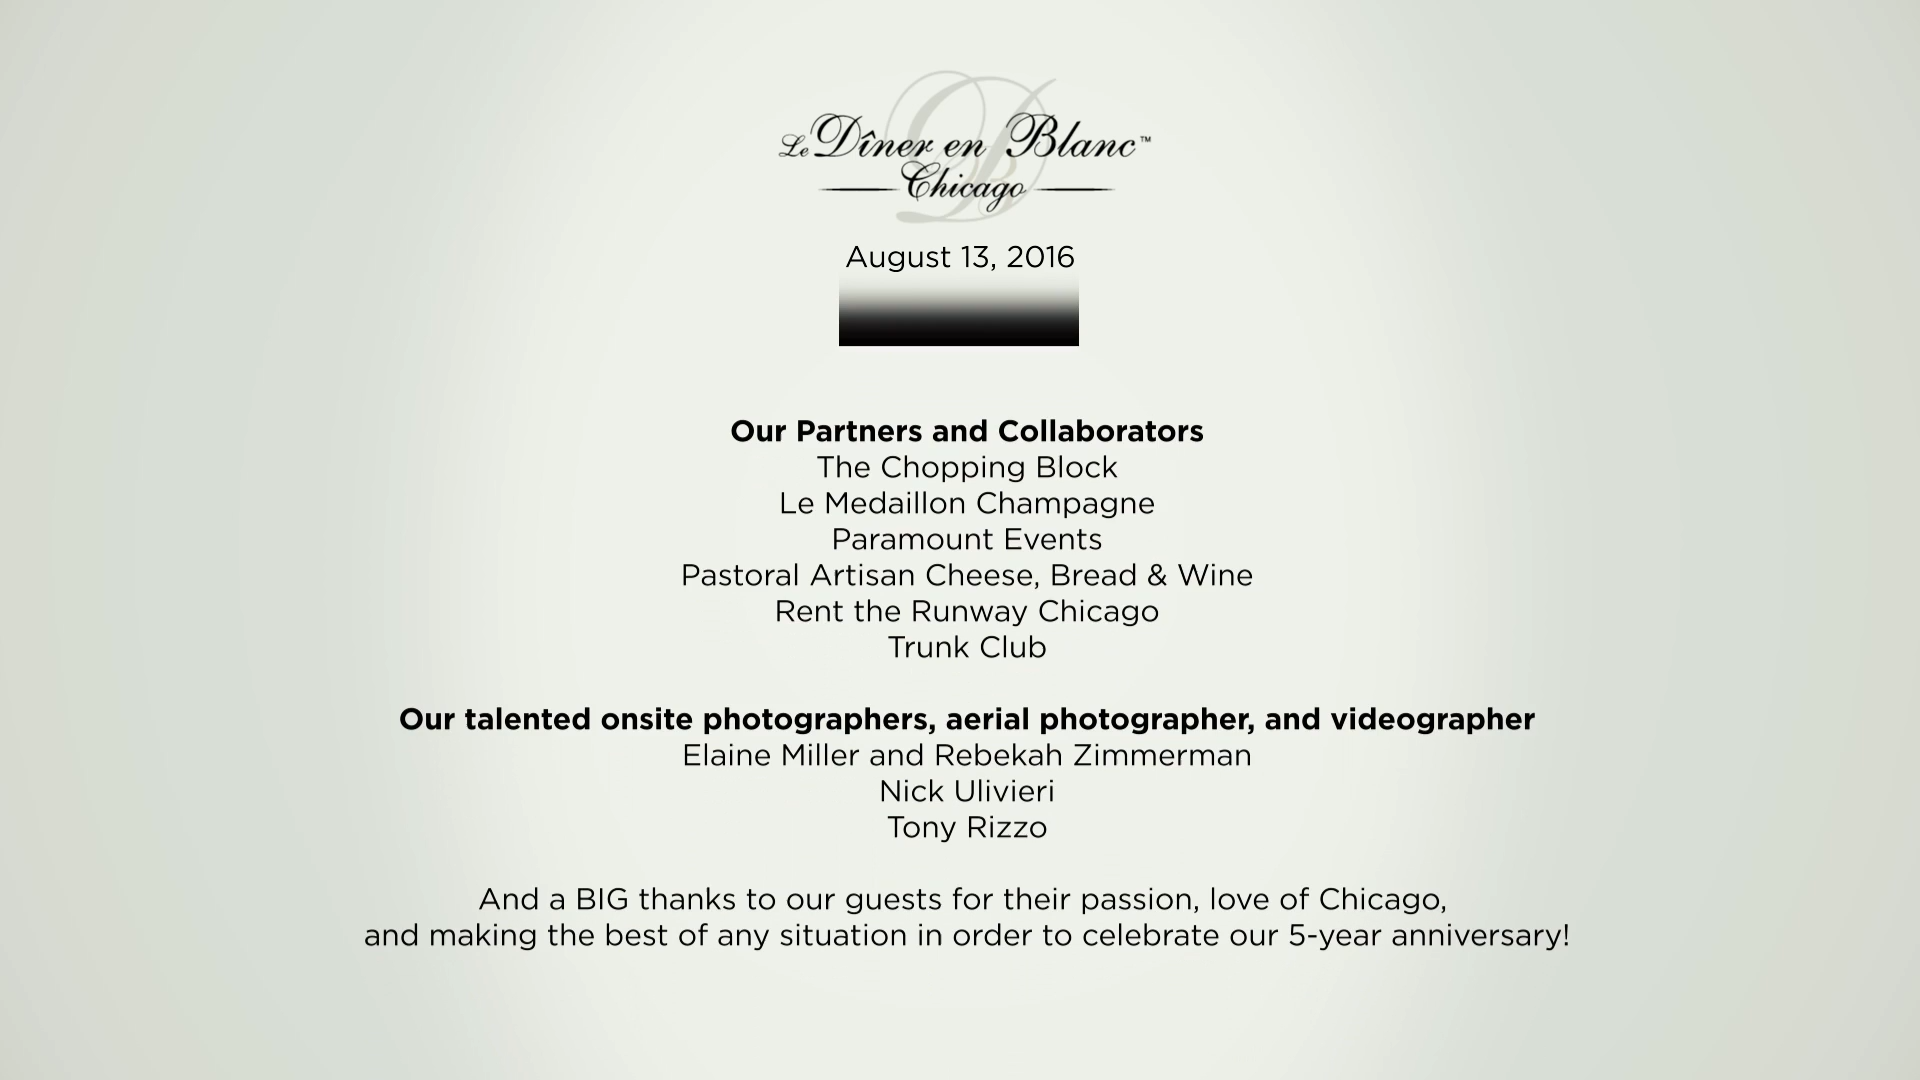 Le Dîner en Blanc™
Chicago
August 13, 2016
Our Partners and Collaborators
The Chopping Block
Le Medaillon Champagne
Paramount Events
Pastoral Artisan Cheese, Bread & Wine
Rent the Runway Chicago
Trunk Club
Our talented onsite photographers, aerial photographer, and videographer
Elaine Miller and Rebekah Zimmerman
Nick Ulivieri
Tony Rizzo
And a BIG thanks to our guests for their passion, love of Chicago,
and making the best of any situation in order to celebrate our 5-year anniversary!